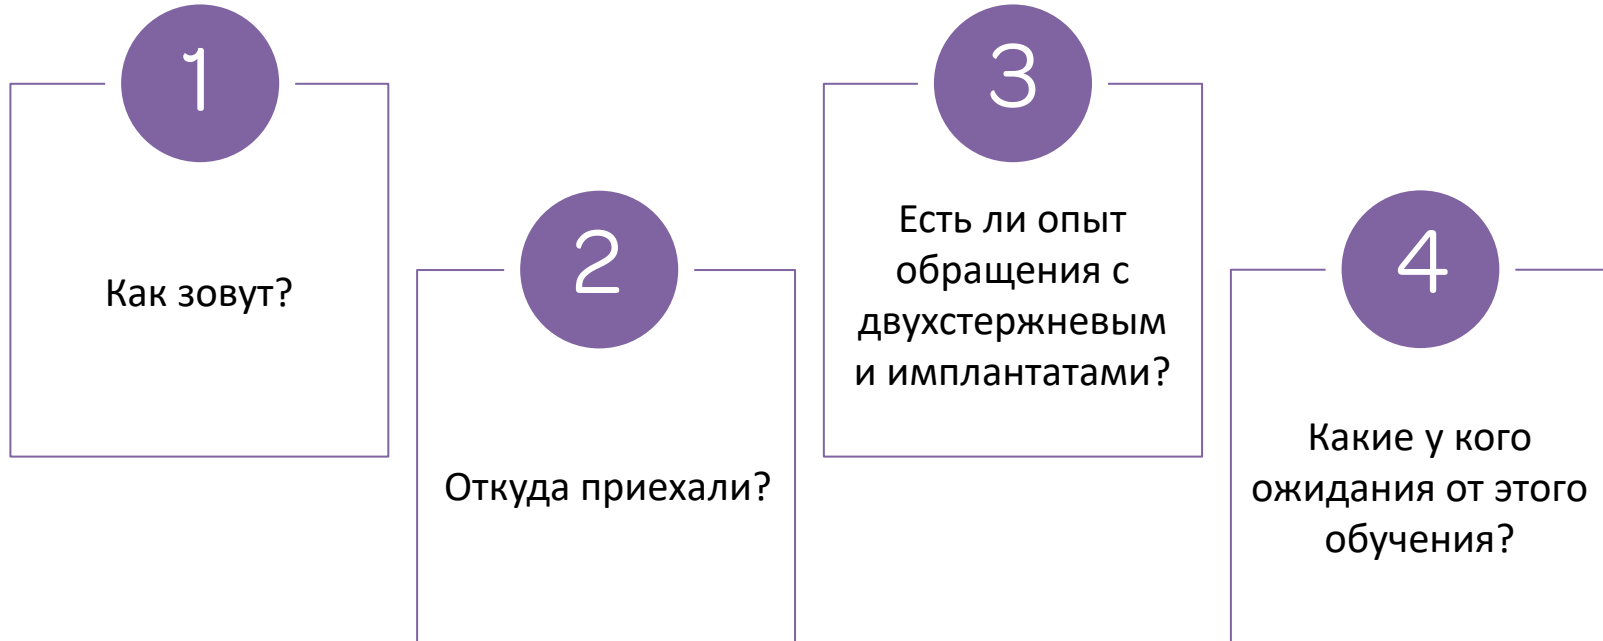 1
Как зовут?
2
Откуда приехали?
3
Есть ли опыт
обращения с
двухстержневым
и имплантатами?
4
Какие у кого
ожидания от этого
обучения?